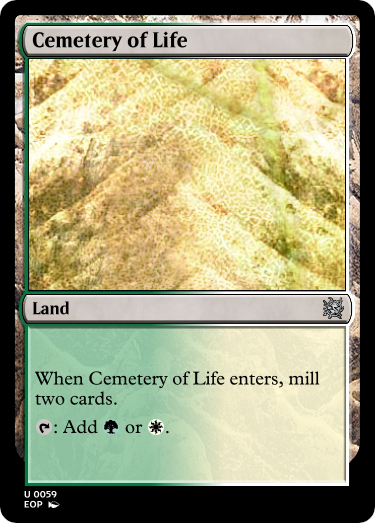 Cemetery of Life
Land
When Cemetery of Life enters, mill
two cards.
: Add or .
U 0059
EOP